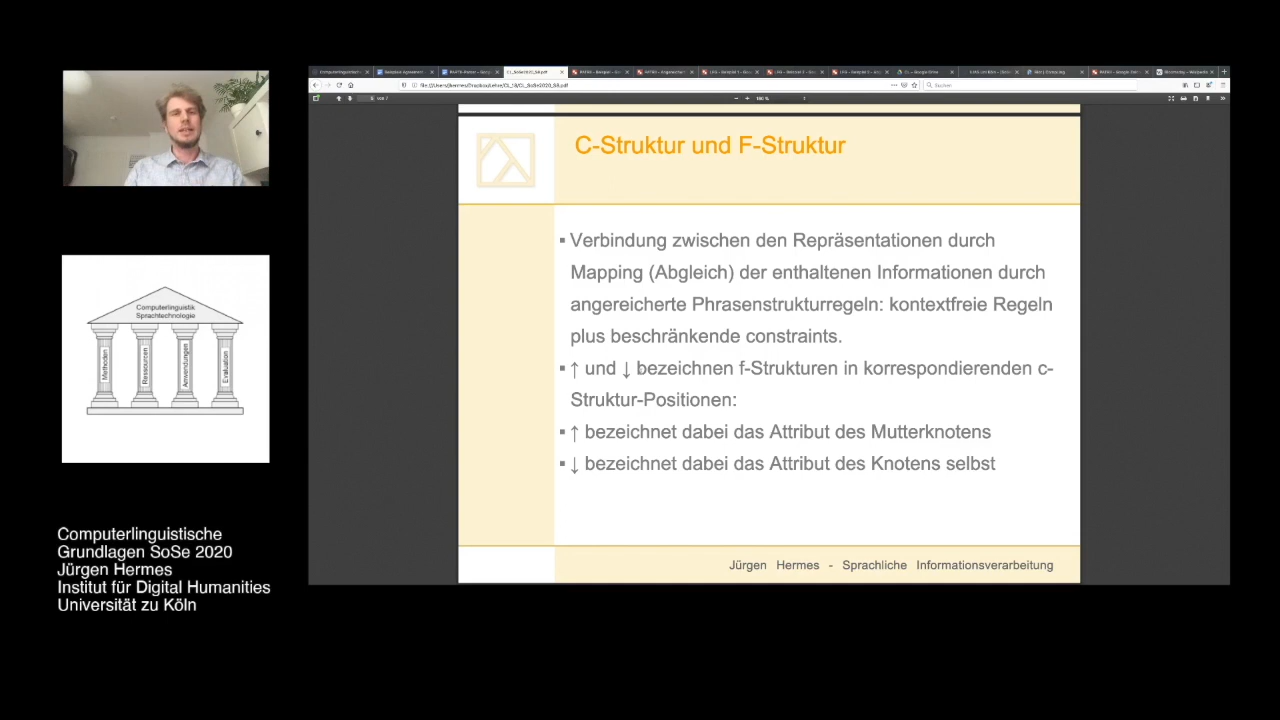 C-Struktur und F-Struktur
▪ Verbindung zwischen den Repräsentationen durch
Mapping (Abgleich) der enthaltenen Informationen durch
angereicherte Phrasenstrukturregeln: kontextfreie Regeln
plus beschränkende constraints.
▪ ↑ und ↓ bezeichnen f-Strukturen in korrespondierenden c-
Struktur-Positionen:
▪ ↑ bezeichnet dabei das Attribut des Mutterknotens
▪ ↓ bezeichnet dabei das Attribut des Knotens selbst
Jürgen Hermes - Sprachliche Informationsverarbeitung
Computerlinguistik
Sprachtechnologie
Methoden
Ressourcen
Anwendungen
Evaluation
Computerlinguistische
Grundlagen SoSe 2020
Jürgen Hermes
Institut für Digital Humanities
Universität zu Köln